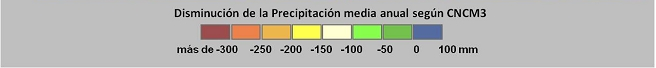 Disminución de la Precipitación media anual según CNCM3
más de -300 -250 -200 -150 -100 -50 0 100 mm